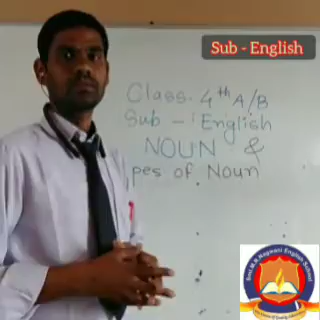 Sub - English
Class. 4th A/B
Sub - English
NOUN &
pes of Noun